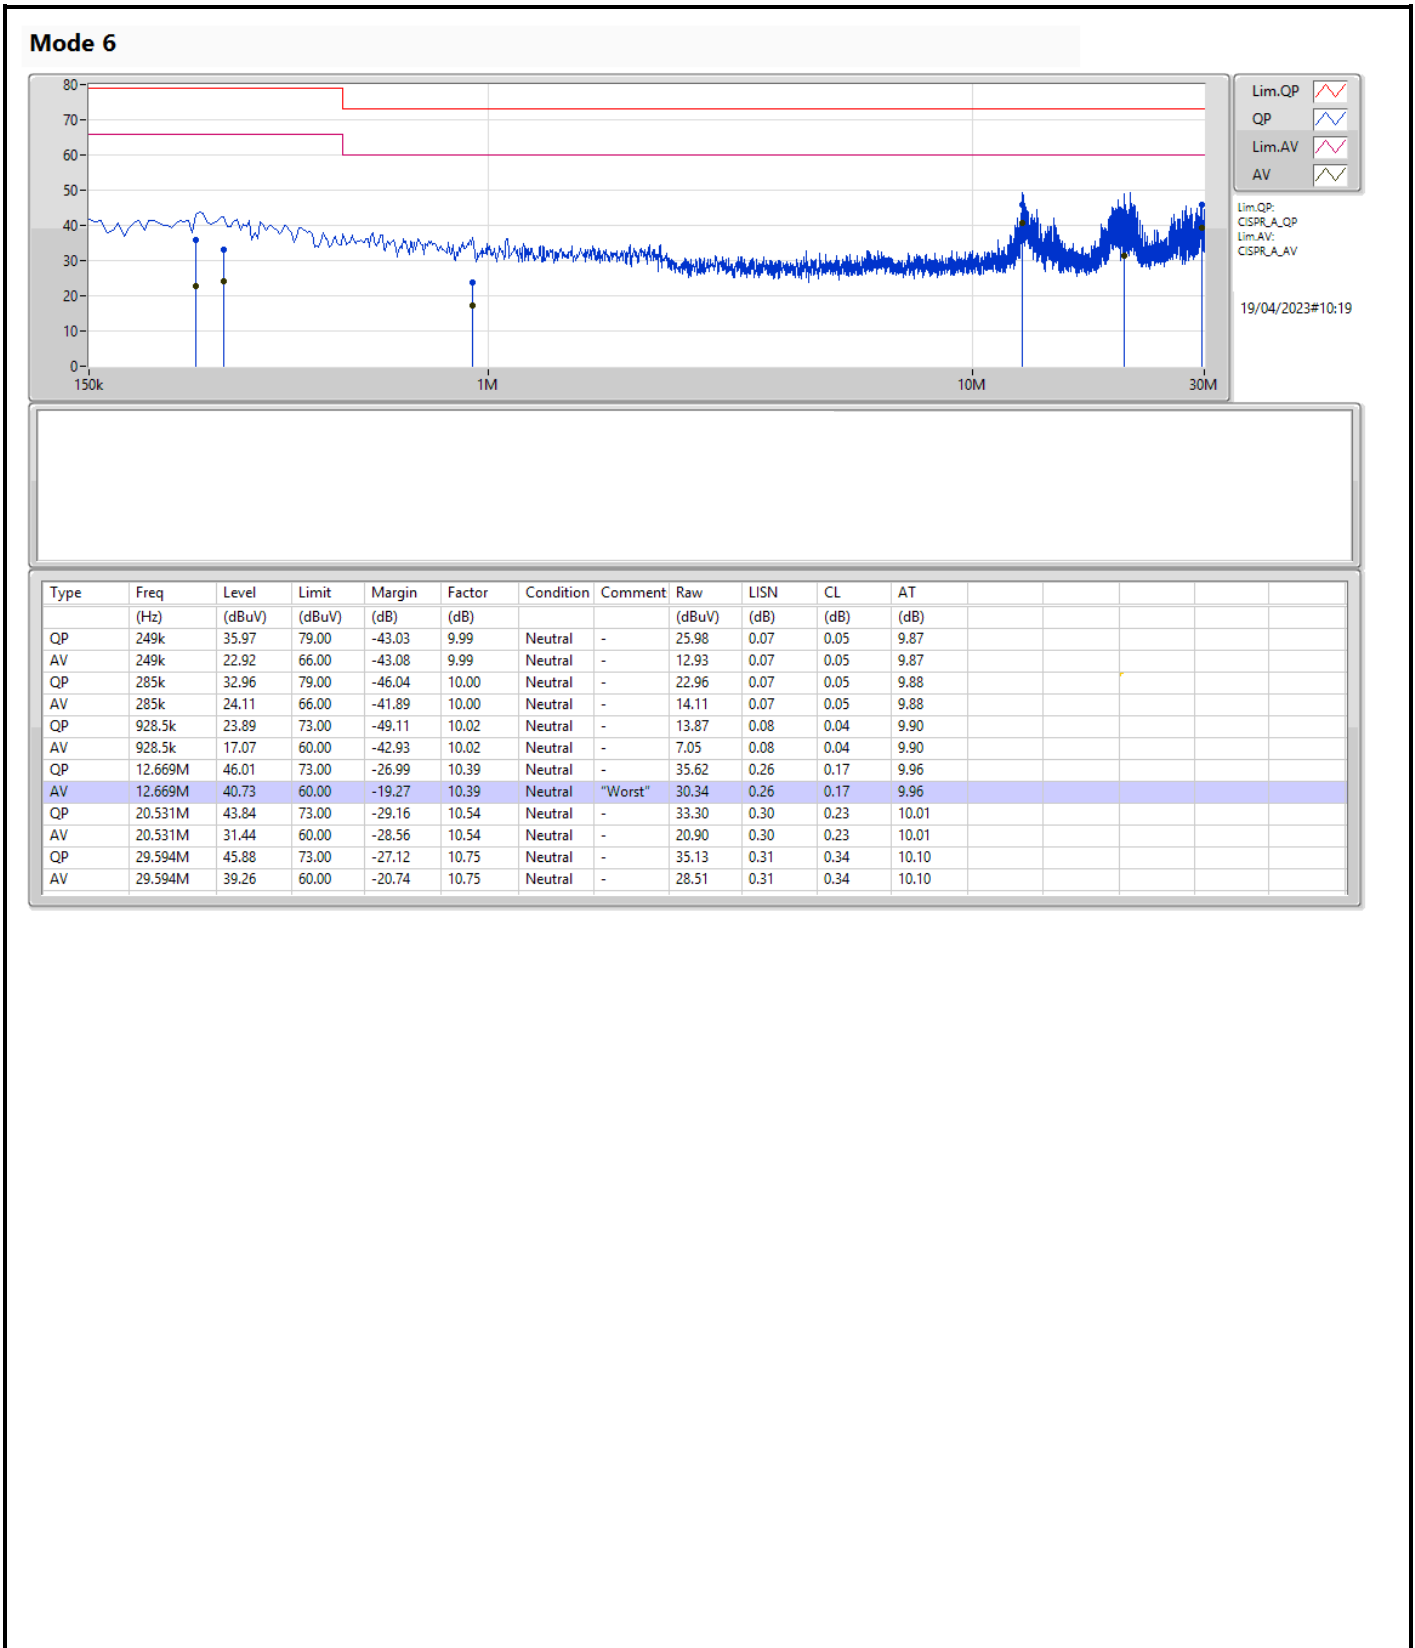 Mode 6
80
70
60
50
40
30
20
10
0
150k 1M 10M 30M
Lim.QP
QP
Lim.AV
AV
Lim.QP:
CISPR_A_QP
Lim.AV:
CISPR_A_AV
19/04/2023#10:19
Type Freq Level Limit Margin Factor Condition Comment Raw LISN CL AT
(Hz) (dBuV) (dBuV) (dB) (dB) (dBuV) (dB) (dB) (dB)
QP 249k 35.97 79.00 -43.03 9.99 Neutral - 25.98 0.07 0.05 9.87
AV 249k 22.92 66.00 -43.08 9.99 Neutral - 12.93 0.07 0.05 9.87
QP 285k 32.96 79.00 -46.04 10.00 Neutral - 22.96 0.07 0.05 9.88
AV 285k 24.11 66.00 -41.89 10.00 Neutral - 14.11 0.07 0.05 9.88
QP 928.5k 23.89 73.00 -49.11 10.02 Neutral - 13.87 0.08 0.04 9.90
AV 928.5k 17.07 60.00 -42.93 10.02 Neutral - 7.05 0.08 0.04 9.90
QP 12.669M 46.01 73.00 -26.99 10.39 Neutral - 35.62 0.26 0.17 9.96
AV 12.669M 40.73 60.00 -19.27 10.39 Neutral "Worst" 30.34 0.26 0.17 9.96
QP 20.531M 43.84 73.00 -29.16 10.54 Neutral - 33.30 0.30 0.23 10.01
AV 20.531M 31.44 60.00 -28.56 10.54 Neutral - 20.90 0.30 0.23 10.01
QP 29.594M 45.88 73.00 -27.12 10.75 Neutral - 35.13 0.31 0.34 10.10
AV 29.594M 39.26 60.00 -20.74 10.75 Neutral - 28.51 0.31 0.34 10.10